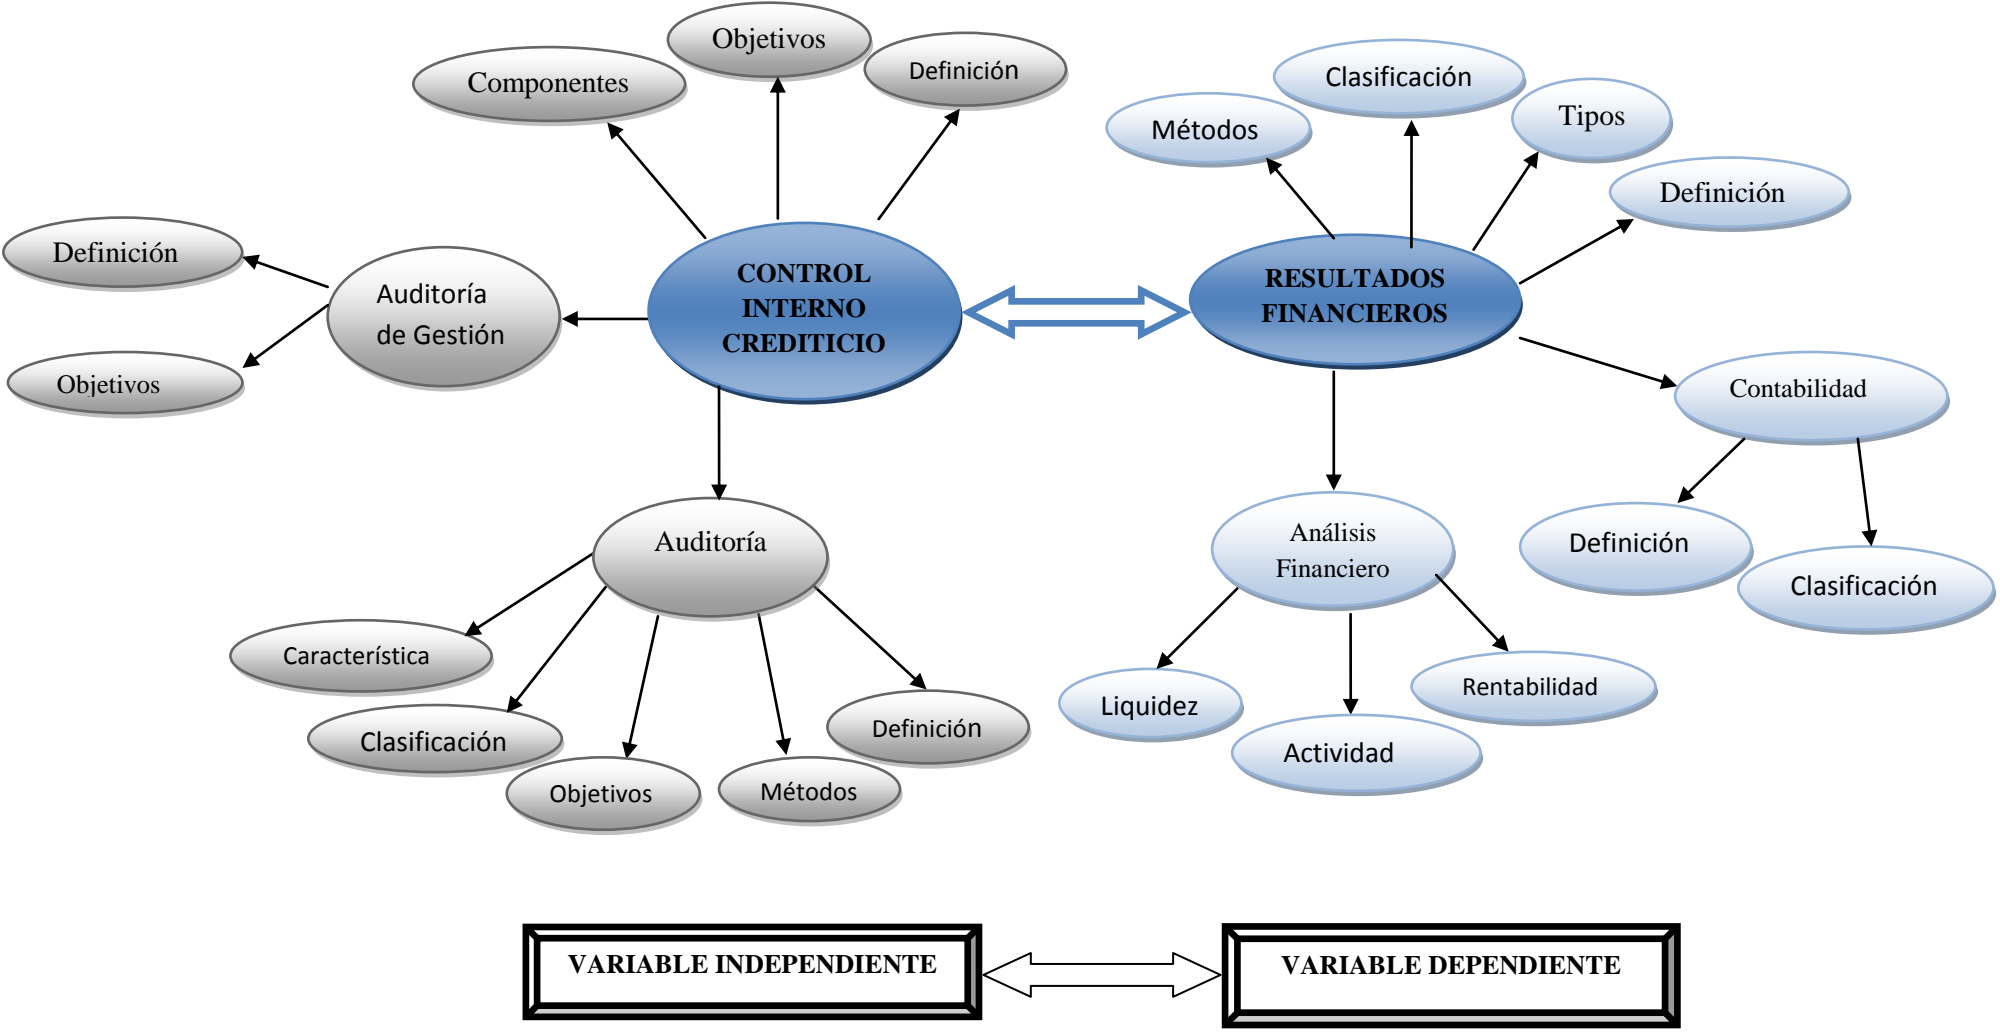 Objetivos
Componentes
Definición
Clasificación
Métodos
Tipos
Definición
Definición
Auditoría
de Gestión
Objetivos
CONTROL
INTERNO
CREDITICIO
RESULTADOS
FINANCIEROS
Contabilidad
Definición
Clasificación
Auditoría
Característica
Clasificación
Objetivos
Métodos
Definición
Análisis
Financiero
Liquidez
Actividad
Rentabilidad
VARIABLE INDEPENDIENTE
VARIABLE DEPENDIENTE